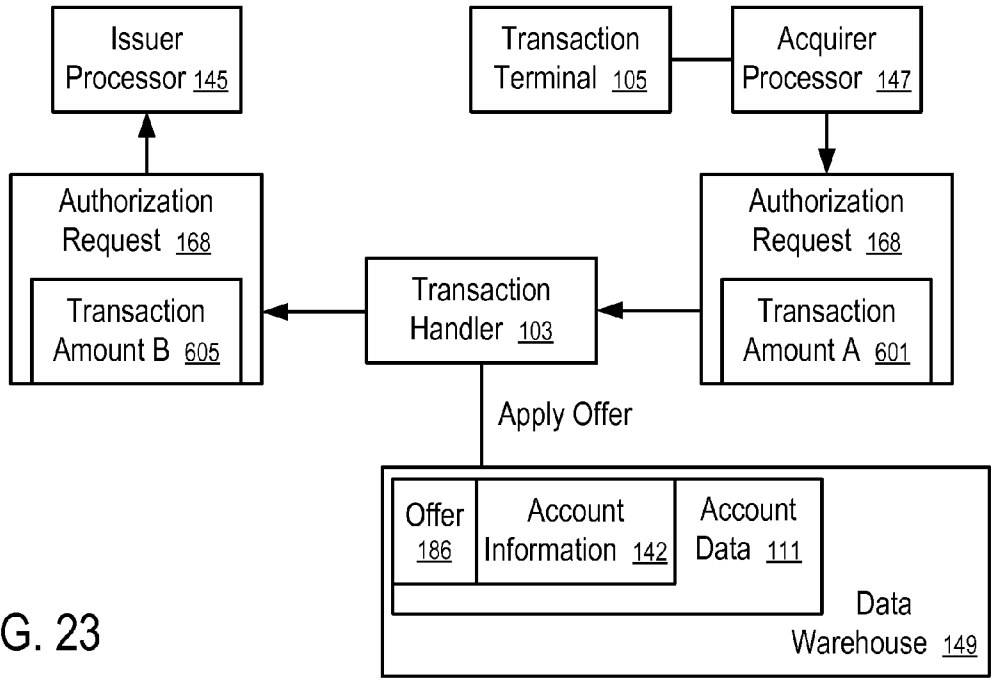 Issuer
Processor 145
Transaction
Terminal 105
Acquirer
Processor 147
Authorization
Request 168
Transaction
Amount B 605
Transaction
Handler 103
Authorization
Request 168
Transaction
Amount A 601
Apply Offer
Offer
186
Account
Information 142
Account
Data 111
Data
Warehouse 149
G. 23